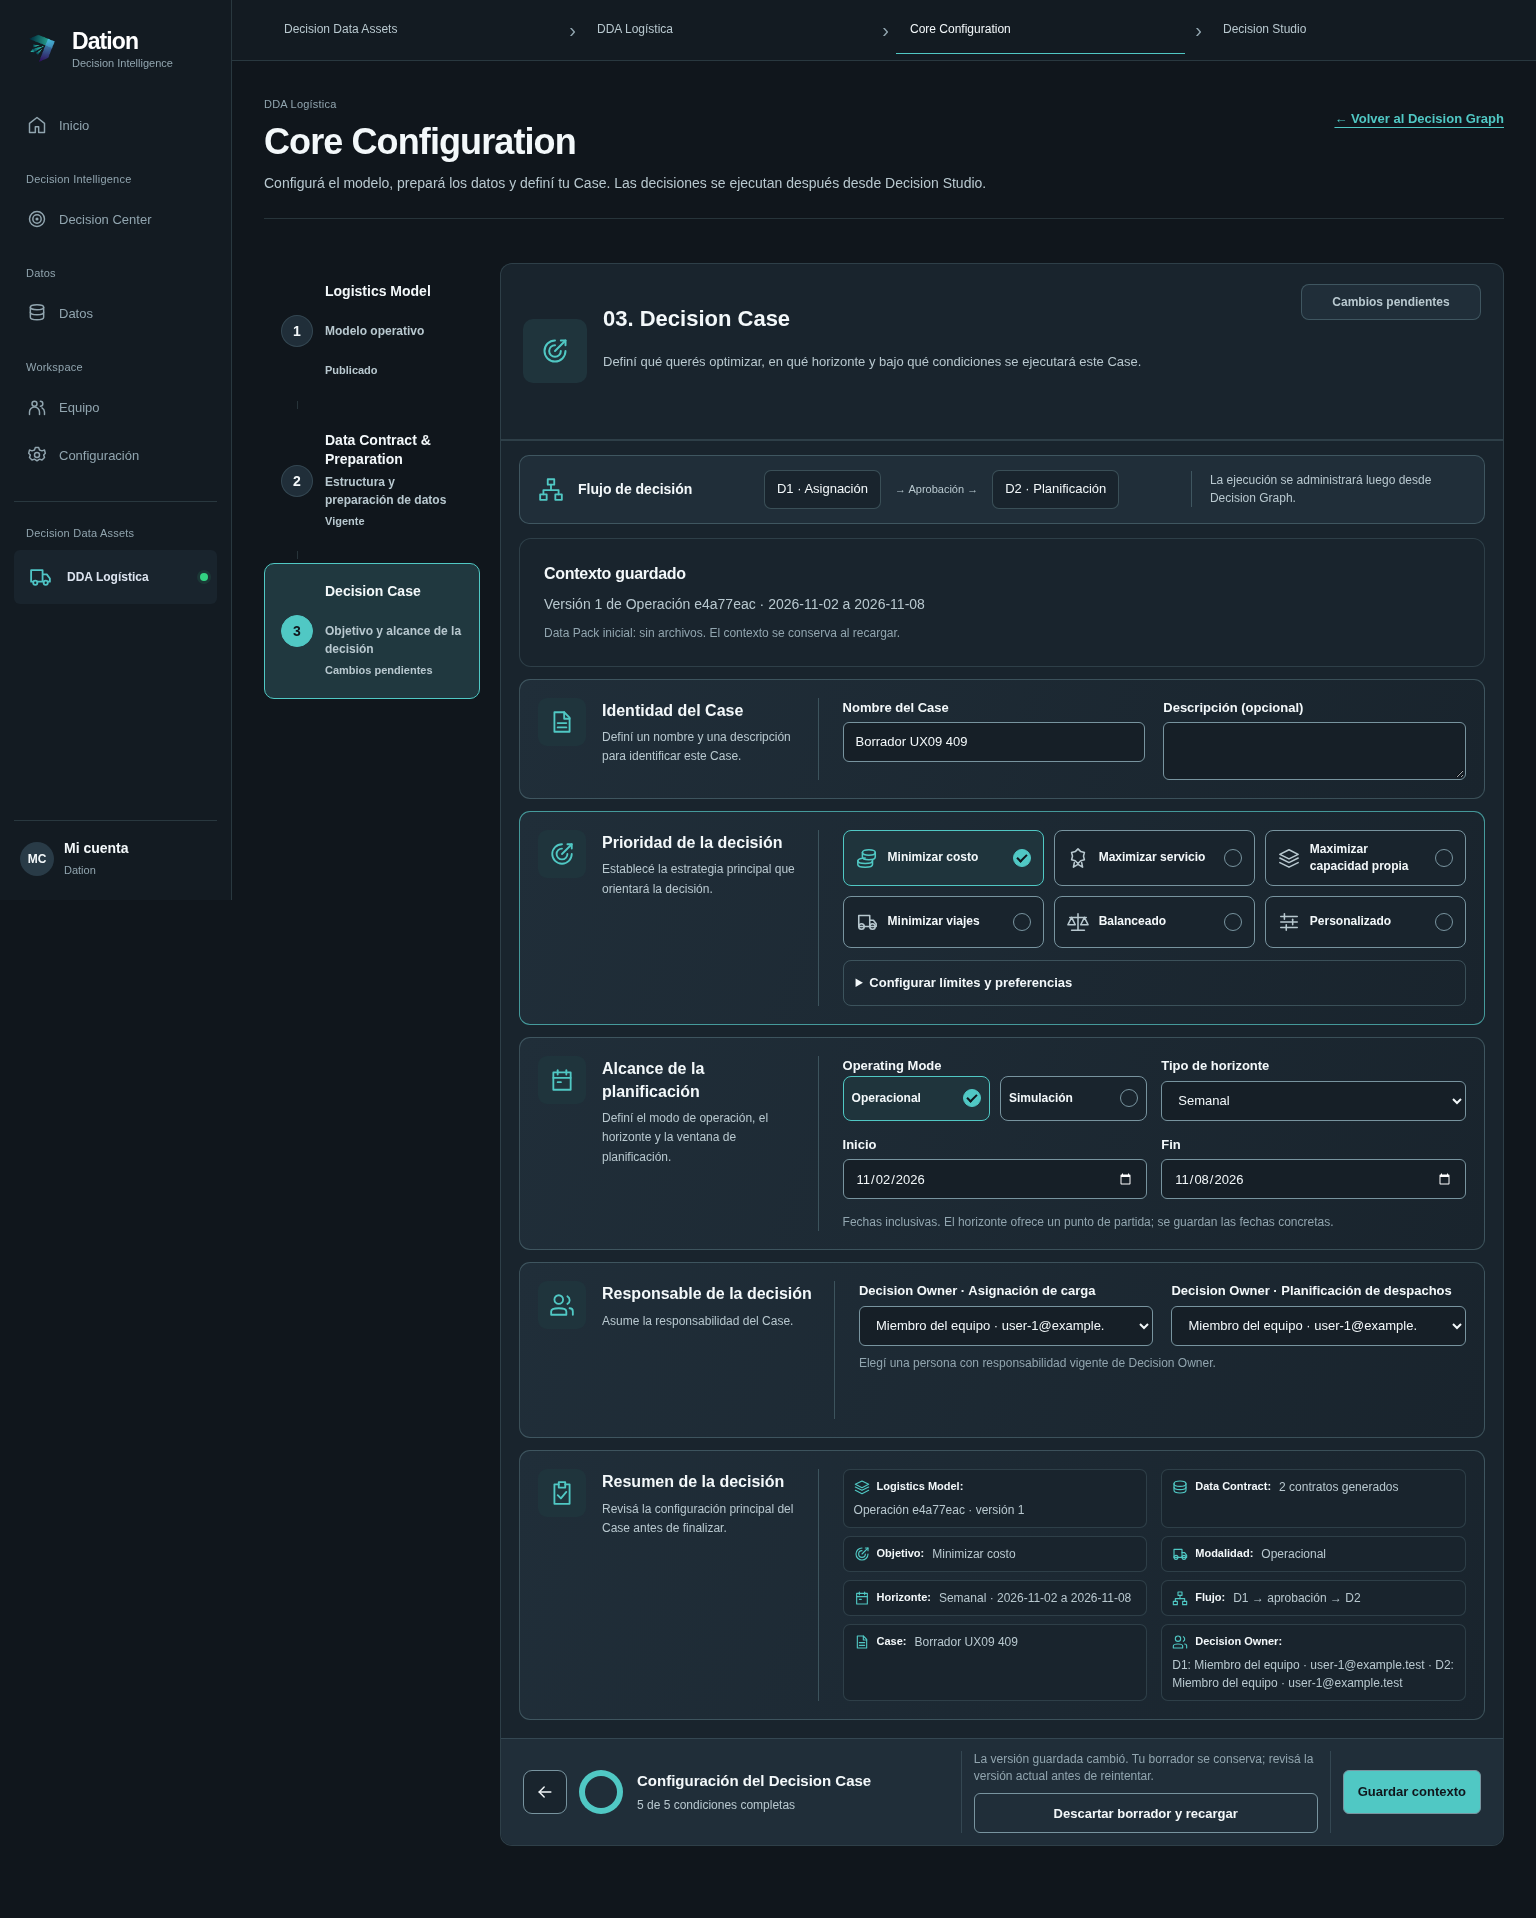 Dation
Decision Intelligence
Inicio
Decision Intelligence
Decision Center
Datos
Datos
Workspace
Equipo
Configuración
Decision Data Assets
DDA Logística
MC
Mi cuenta
Dation
Decision Data Assets › DDA Logística › Core Configuration › Decision Studio
DDA Logística
Core Configuration
← Volver al Decision Graph
Configurá el modelo, prepará los datos y definí tu Case. Las decisiones se ejecutan después desde Decision Studio.
Logistics Model
1
Modelo operativo
Publicado
Data Contract &
Preparation
2
Estructura y
preparación de datos
Vigente
Decision Case
3
Objetivo y alcance de la
decisión
Cambios pendientes
Cambios pendientes
03. Decision Case
Definí qué querés optimizar, en qué horizonte y bajo qué condiciones se ejecutará este Case.
Flujo de decisión
D1 · Asignación
→ Aprobación →
D2 · Planificación
La ejecución se administrará luego desde
Decision Graph.
Contexto guardado
Versión 1 de Operación e4a77eac · 2026-11-02 a 2026-11-08
Data Pack inicial: sin archivos. El contexto se conserva al recargar.
Identidad del Case
Definí un nombre y una descripción
para identificar este Case.
Nombre del Case
Borrador UX09 409
Descripción (opcional)
Prioridad de la decisión
Establecé la estrategia principal que
orientará la decisión.
Minimizar costo
Maximizar servicio
Maximizar
capacidad propia
Minimizar viajes
Balanceado
Personalizado
▶ Configurar límites y preferencias
Alcance de la
planificación
Definí el modo de operación, el
horizonte y la ventana de
planificación.
Operating Mode
Operacional
Simulación
Tipo de horizonte
Semanal
Inicio
11/02/2026
Fin
11/08/2026
Fechas inclusivas. El horizonte ofrece un punto de partida; se guardan las fechas concretas.
Responsable de la decisión
Asume la responsabilidad del Case.
Decision Owner · Asignación de carga
Miembro del equipo · user-1@example.
Decision Owner · Planificación de despachos
Miembro del equipo · user-1@example.
Elegí una persona con responsabilidad vigente de Decision Owner.
Resumen de la decisión
Revisá la configuración principal del
Case antes de finalizar.
Logistics Model:
Operación e4a77eac · versión 1
Data Contract: 2 contratos generados
Objetivo: Minimizar costo
Modalidad: Operacional
Horizonte: Semanal · 2026-11-02 a 2026-11-08
Flujo: D1 → aprobación → D2
Case: Borrador UX09 409
Decision Owner:
D1: Miembro del equipo · user-1@example.test · D2:
Miembro del equipo · user-1@example.test
Configuración del Decision Case
5 de 5 condiciones completas
La versión guardada cambió. Tu borrador se conserva; revisá la
versión actual antes de reintentar.
Descartar borrador y recargar
Guardar contexto